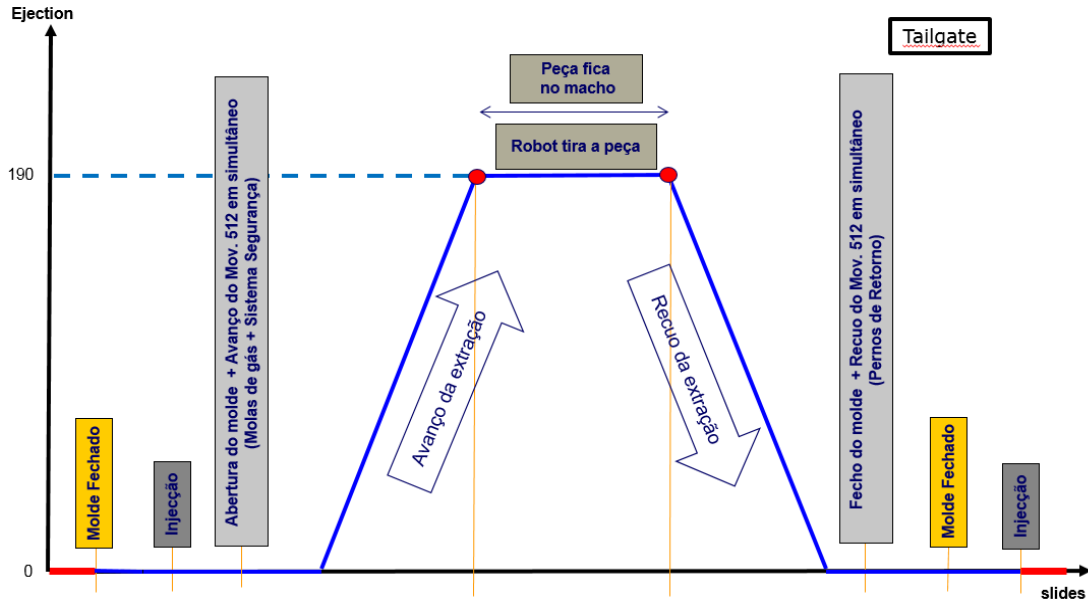 Ejection
Tailgate
Peça fica
no macho
Robot tira a peça
190
Abertura do molde + Avanço do Mov. 512 em simultâneo
(Molas de gás + Sistema Segurança)
Fecho do molde + Recuo do Mov. 512 em simultâneo
(Pernos de Retorno)
Avanço da extração
Recuo da extração
Molde Fechado
Injecção
Molde Fechado
Injecção
0
slides